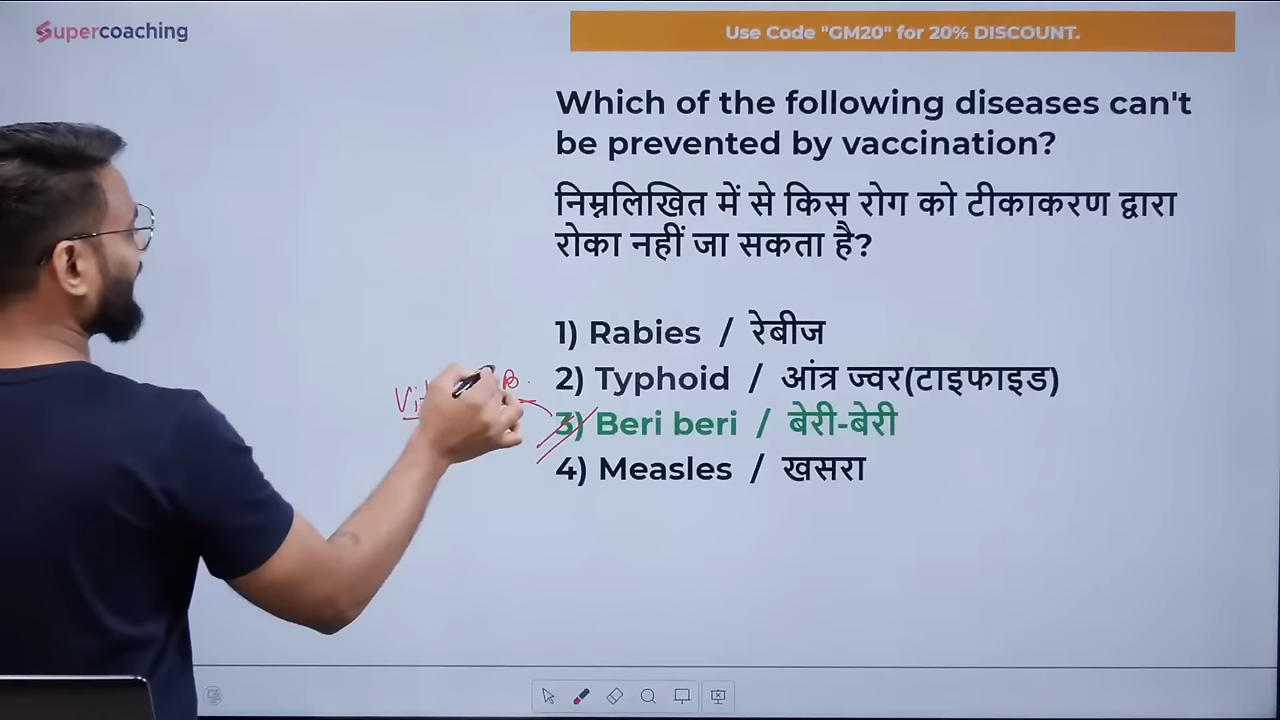 Supercoaching
Use Code "GM20" for 20% DISCOUNT.
Which of the following diseases can't
be prevented by vaccination?
निम्नलिखित में से किस रोग को टीकाकरण द्वारा
रोका नहीं जा सकता है?
1) Rabies / रेबीज
2) Typhoid / आंत्र ज्वर(टाइफाइड)
3) Beri beri / बेरी-बेरी
4) Measles / खसरा